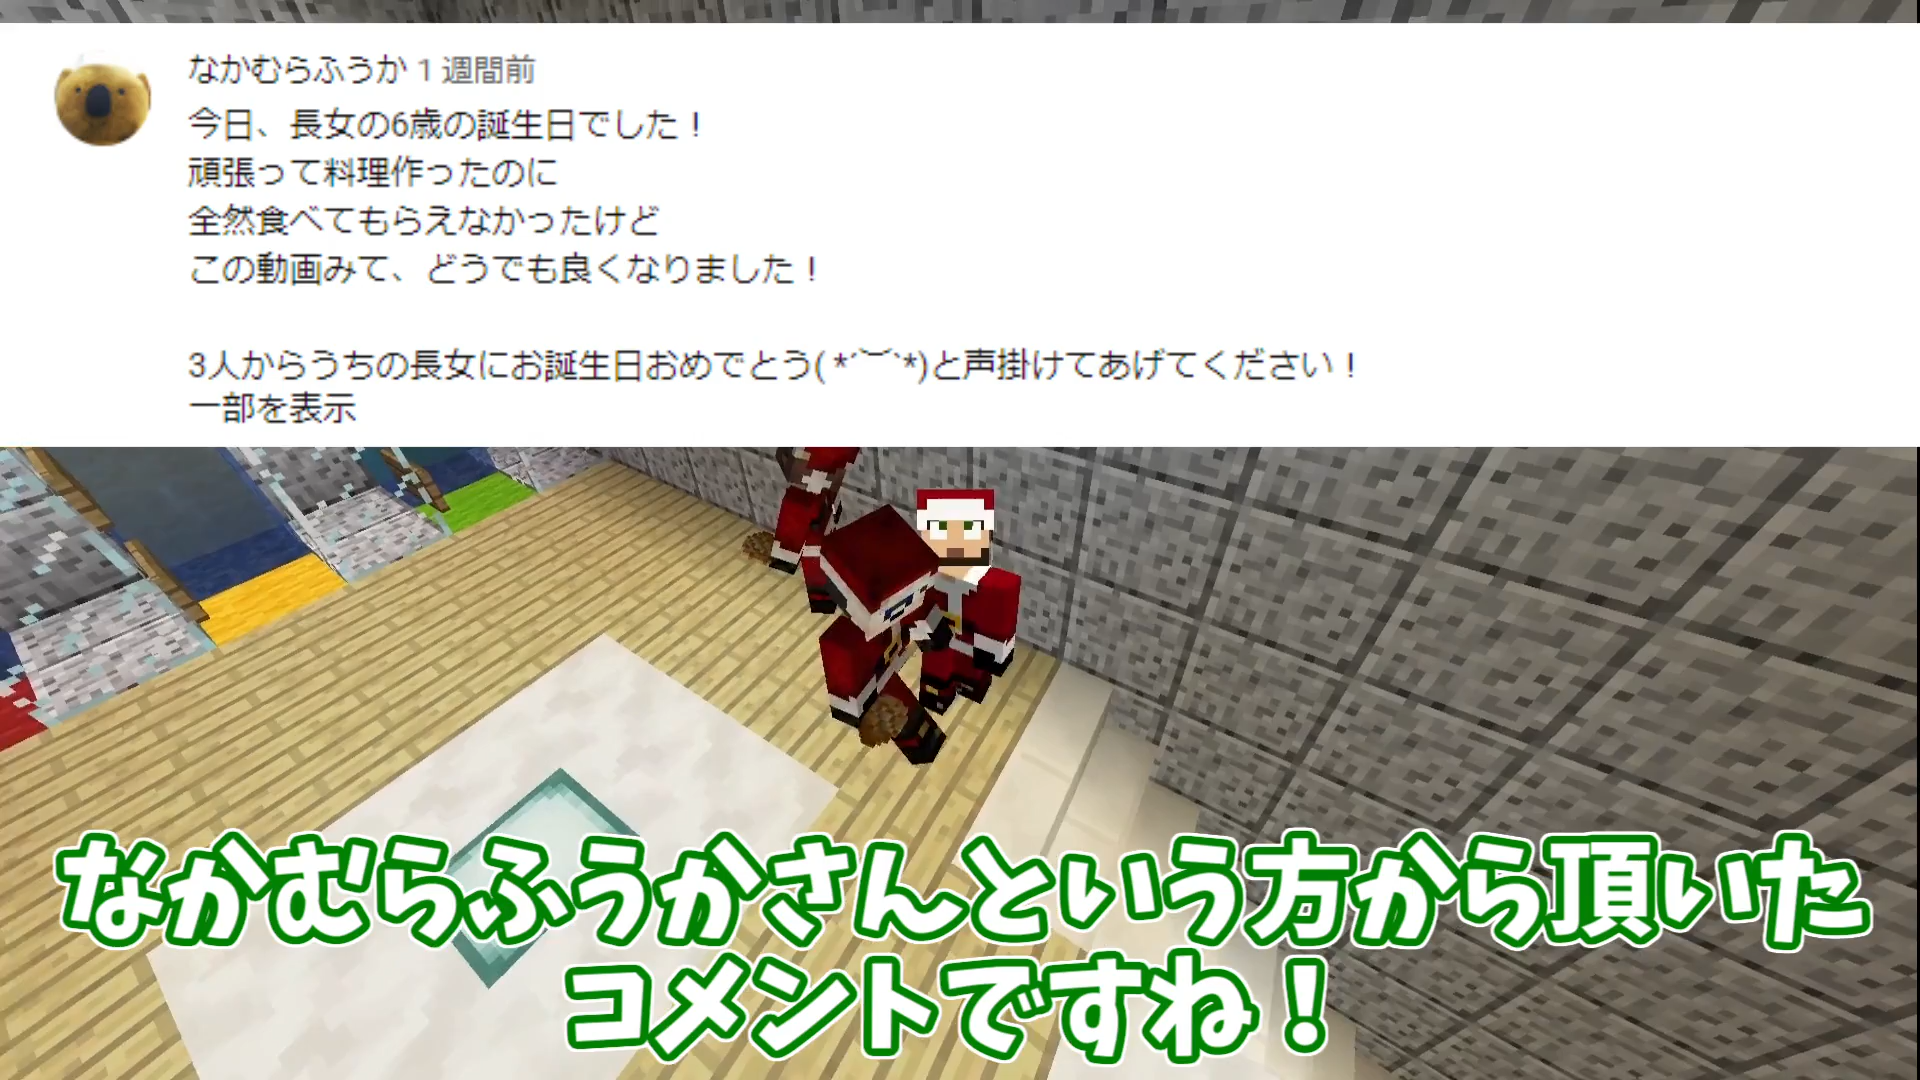 なかむらふうか 1 週間前
今日、長女の6歳の誕生日でした！
頑張って料理作ったのに
全然食べてもらえなかったけど
この動画みて、どうでも良くなりました！
3人からうちの長女にお誕生日おめでとう( *´︶`*)と声掛けてあげてください！
一部を表示
なかむらふうかさんという方から頂いた
コメントですね！